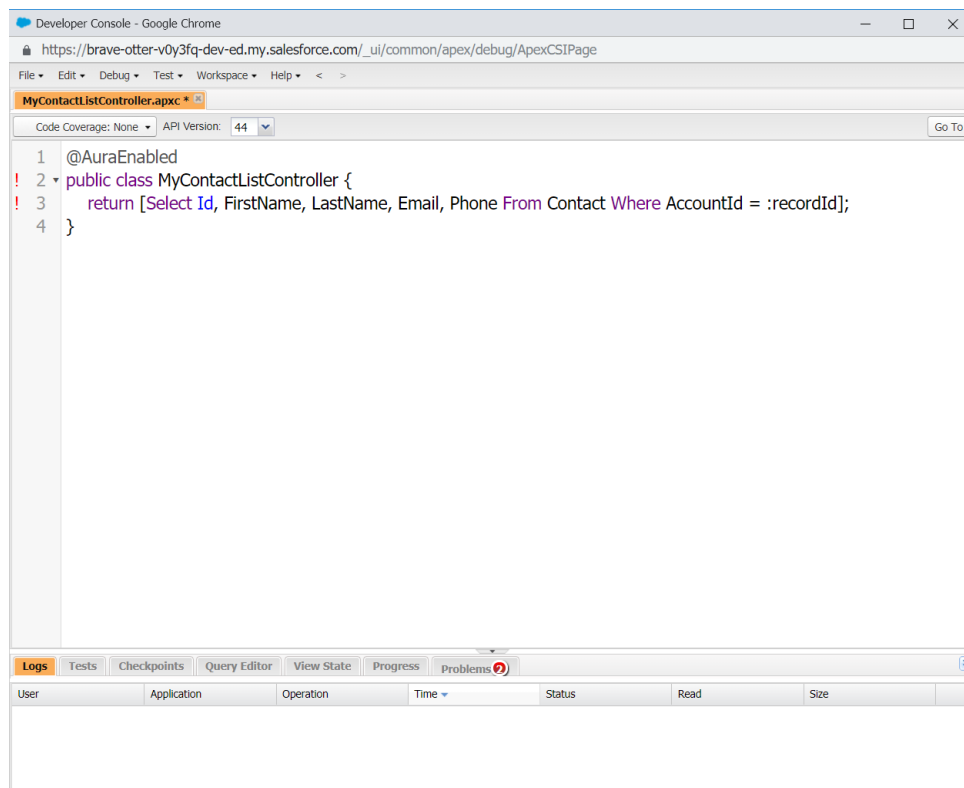 Developer Console - Google Chrome
https://brave-otter-v0y3fq-dev-ed.my.salesforce.com/_ui/common/apex/debug/ApexCSIPage
File Edit Debug Test Workspace Help < >
MyContactListController.apxc *
Code Coverage: None API Version: 44 Go To
1 @AuraEnabled
! 2 public class MyContactListController {
! 3 return [Select Id, FirstName, LastName, Email, Phone From Contact Where AccountId = :recordId];
4 }
Logs Tests Checkpoints Query Editor View State Progress Problems 2
User Application Operation Time Status Read Size